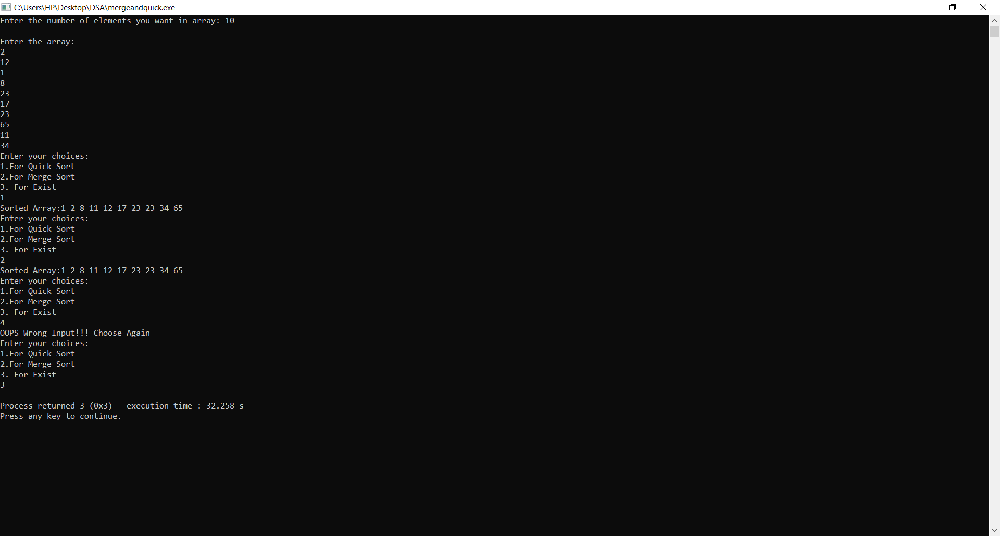 C:\Users\HP\Desktop\DSA\mergeandquick.exe
Enter the number of elements you want in array: 10
Enter the array:
2
12
1
8
23
17
23
65
11
34
Enter your choices:
1.For Quick Sort
2.For Merge Sort
3. For Exist
1
Sorted Array:1 2 8 11 12 17 23 23 34 65
Enter your choices:
1.For Quick Sort
2.For Merge Sort
3. For Exist
2
Sorted Array:1 2 8 11 12 17 23 23 34 65
Enter your choices:
1.For Quick Sort
2.For Merge Sort
3. For Exist
4
OOPS Wrong Input!!! Choose Again
Enter your choices:
1.For Quick Sort
2.For Merge Sort
3. For Exist
3
Process returned 3 (0x3)   execution time : 32.258 s
Press any key to continue.